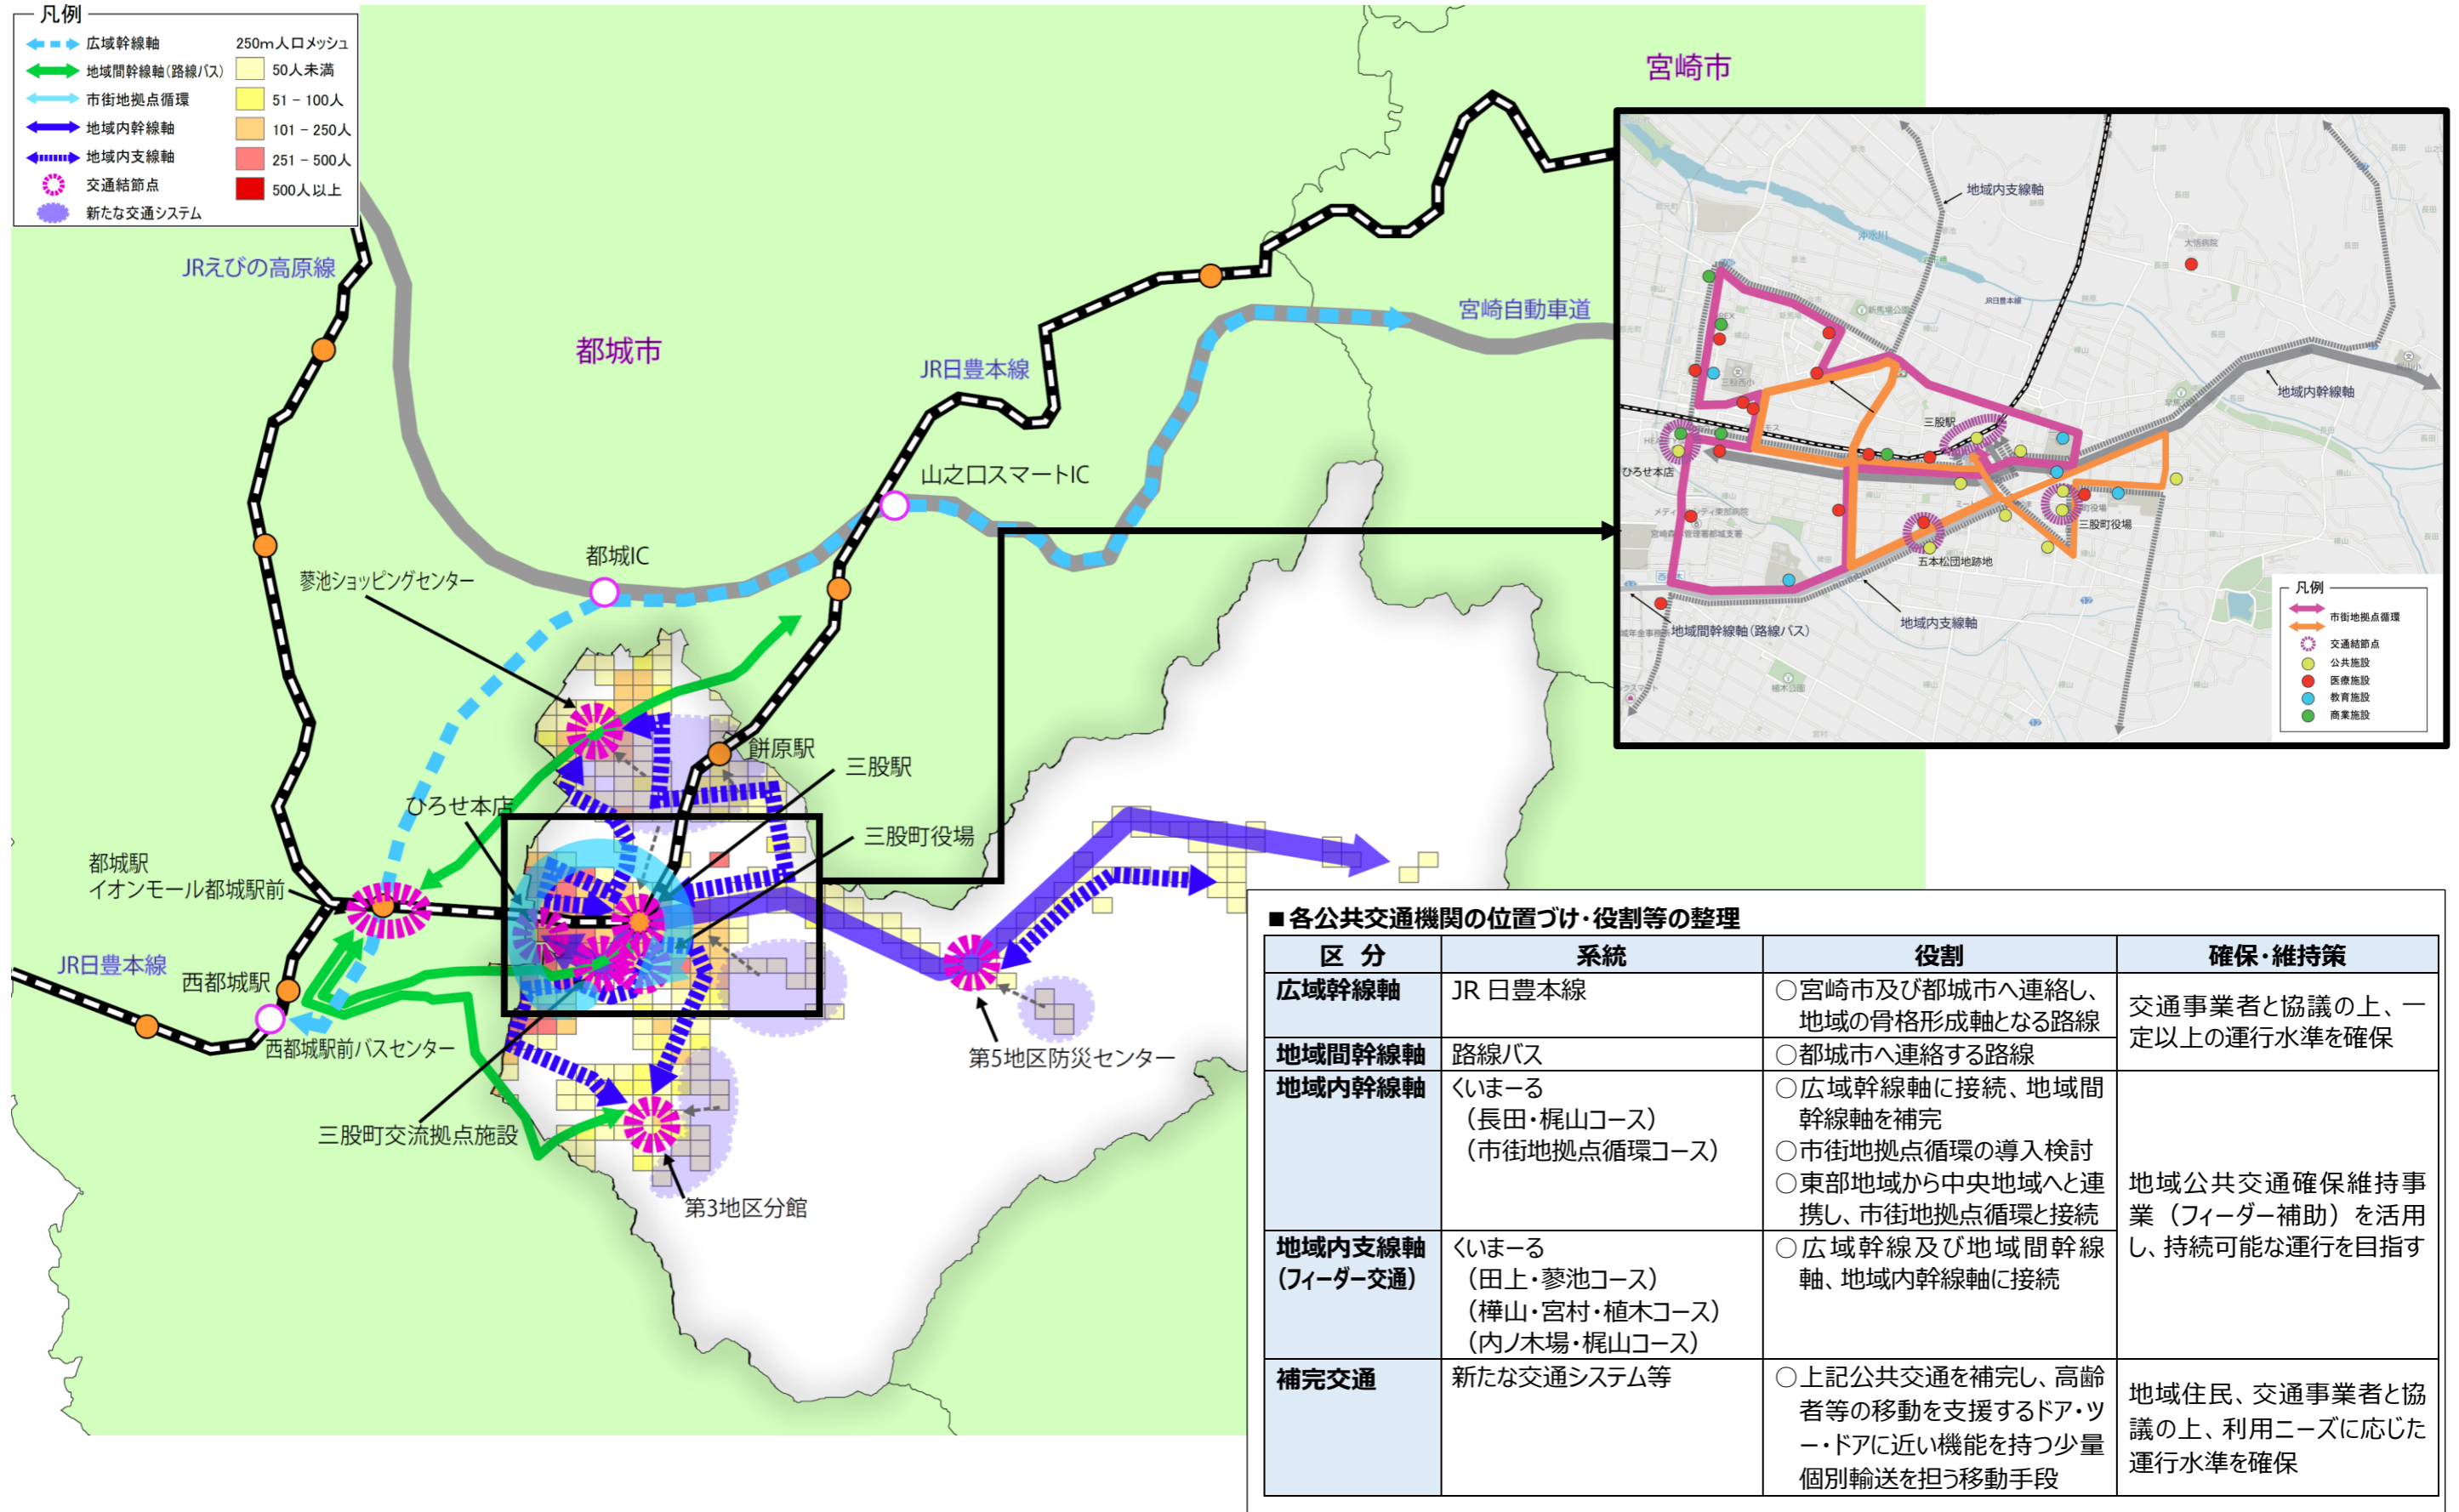 凡例
広域幹線軸
地域間幹線軸(路線バス)
市街地拠点循環
地域内幹線軸
地域内支線軸
交通結節点
新たな交通システム
250m人口メッシュ
50人未満
51 - 100人
101 - 250人
251 - 500人
500人以上
宮崎市
JRえびの高原線
都城市
JR日豊本線
宮崎自動車道
山之口スマートIC
都城IC
蓼池ショッピングセンター
餅原駅
三股駅
ひろせ本店
三股町役場
都城駅
イオンモール都城駅前
JR日豊本線
西都城駅
西都城駅前バスセンター
第5地区防災センター
三股町交流拠点施設
第3地区分館
地域内支線軸
沖水川
大悟病院
新馬場公園
JR日豊本線
三股西小
地域内幹線軸
三股駅
ひろせ本店
三股町役場
五本松団地跡地
地域内支線軸
地域間幹線軸(路線バス)
植木公園
凡例
市街地拠点循環
交通結節点
公共施設
医療施設
教育施設
商業施設
■各公共交通機関の位置づけ・役割等の整理
区 分 系統 役割 確保・維持策
広域幹線軸 JR 日豊本線
○宮崎市及び都城市へ連絡し、
地域の骨格形成軸となる路線
交通事業者と協議の上、一
定以上の運行水準を確保
地域間幹線軸 路線バス ○都城市へ連絡する路線
地域内幹線軸 くいまーる
(長田・梶山コース)
(市街地拠点循環コース)
○広域幹線軸に接続、地域間
幹線軸を補完
○市街地拠点循環の導入検討
○東部地域から中央地域へと連
携し、市街地拠点循環と接続
地域公共交通確保維持事
業(フィーダー補助)を活用
し、持続可能な運行を目指す
地域内支線軸
(フィーダー交通)
くいまーる
(田上・蓼池コース)
(樺山・宮村・植木コース)
(内ノ木場・梶山コース)
○広域幹線及び地域間幹線
軸、地域内幹線軸に接続
補完交通 新たな交通システム等
○上記公共交通を補完し、高齢
者等の移動を支援するドア・ツ
ー・ドアに近い機能を持つ少量
個別輸送を担う移動手段
地域住民、交通事業者と協
議の上、利用ニーズに応じた
運行水準を確保